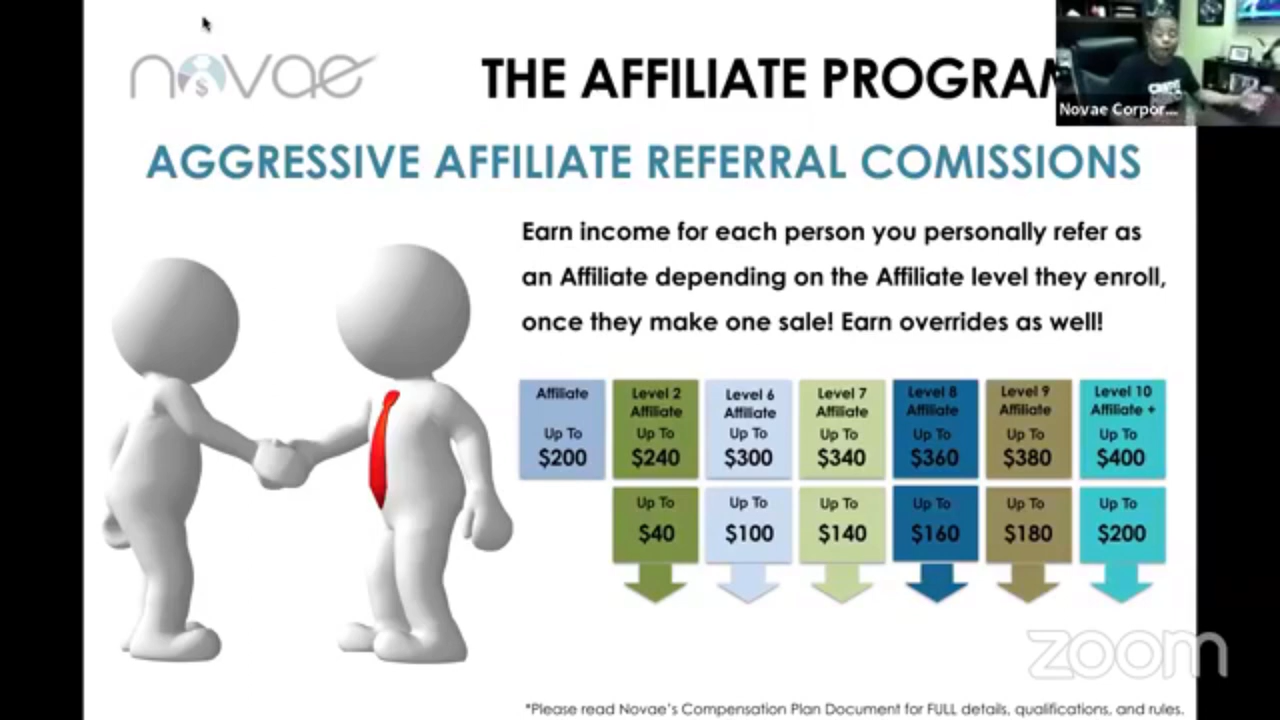 novae
THE AFFILIATE PROGRAM
Novae Corpor...
AGGRESSIVE AFFILIATE REFERRAL COMISSIONS
Earn income for each person you personally refer as
an Affiliate depending on the Affiliate level they enroll,
once they make one sale! Earn overrides as well!
Affiliate
Up To
$200
Level 2
Affiliate
Up To
$240
Level 6
Affiliate
Up To
$300
Level 7
Affiliate
Up To
$340
Level 8
Affiliate
Up To
$360
Level 9
Affiliate
Up To
$380
Level 10
Affiliate +
Up To
$400
Up To
$40
Up To
$100
Up To
$140
Up To
$160
Up To
$180
Up To
$200
zoom
*Please read Novae's Compensation Plan Document for FULL details, qualifications, and rules.